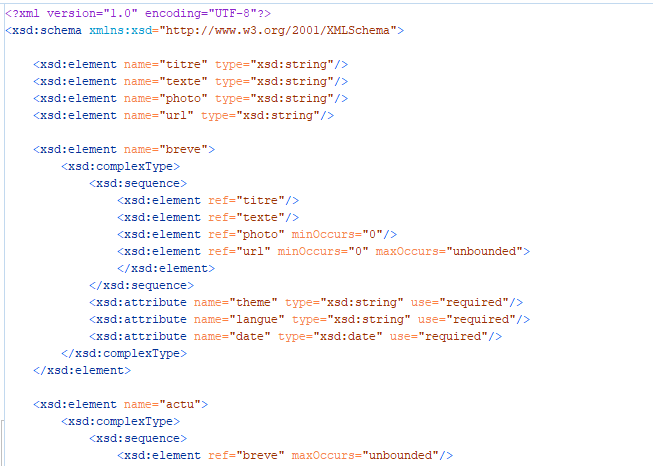 <?xml version="1.0" encoding="UTF-8"?>
<xsd:schema xmlns:xsd="http://www.w3.org/2001/XMLSchema">
<xsd:element name="titre" type="xsd:string"/>
<xsd:element name="texte" type="xsd:string"/>
<xsd:element name="photo" type="xsd:string"/>
<xsd:element name="url" type="xsd:string"/>
<xsd:element name="breve">
<xsd:complexType>
<xsd:sequence>
<xsd:element ref="titre"/>
<xsd:element ref="texte"/>
<xsd:element ref="photo" minOccurs="0"/>
<xsd:element ref="url" minOccurs="0" maxOccurs="unbounded">
</xsd:element>
</xsd:sequence>
<xsd:attribute name="theme" type="xsd:string" use="required"/>
<xsd:attribute name="langue" type="xsd:string" use="required"/>
<xsd:attribute name="date" type="xsd:date" use="required"/>
</xsd:complexType>
</xsd:element>
<xsd:element name="actu">
<xsd:complexType>
<xsd:sequence>
<xsd:element ref="breve" maxOccurs="unbounded"/>